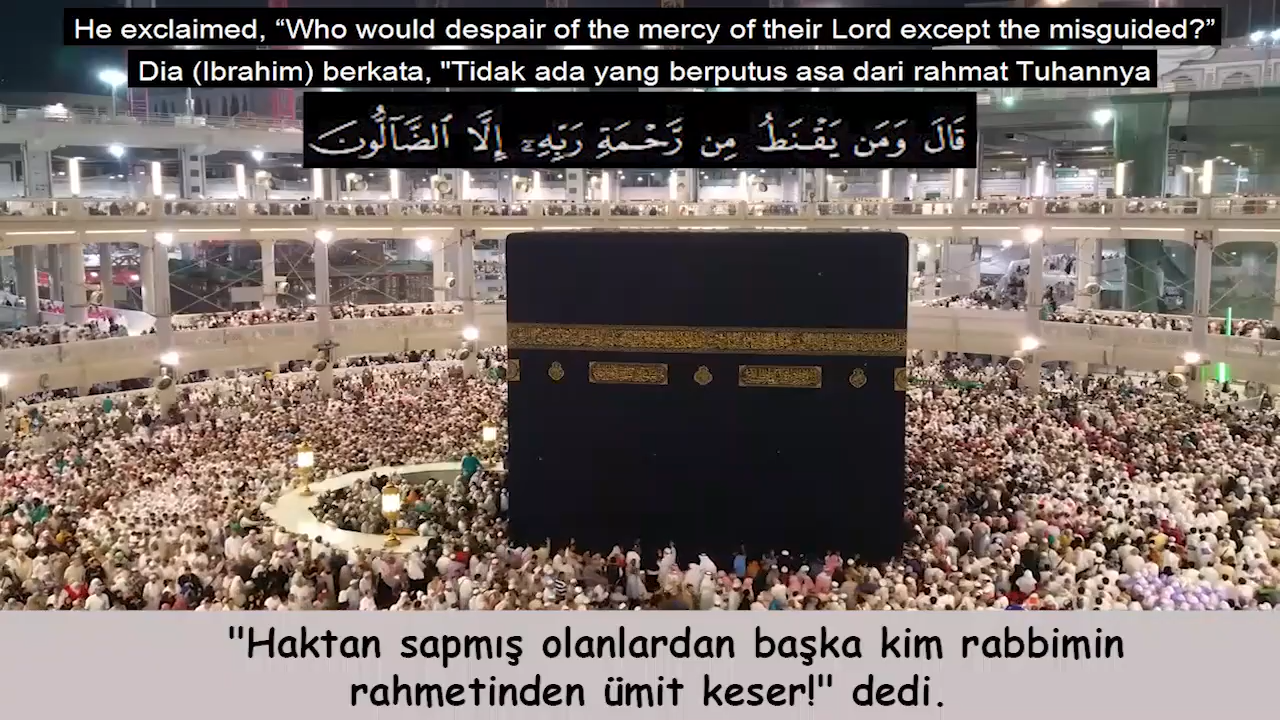 He exclaimed, “Who would despair of the mercy of their Lord except the misguided?”
Dia (Ibrahim) berkata, "Tidak ada yang berputus asa dari rahmat Tuhannya
قَالَ وَمَن يَقْنَطُ مِن رَّحْمَةِ رَبِّهِۦٓ إِلَّا ٱلضَّآلُّونَ
"Haktan sapmış olanlardan başka kim rabbimin
rahmetinden ümit keser!" dedi.